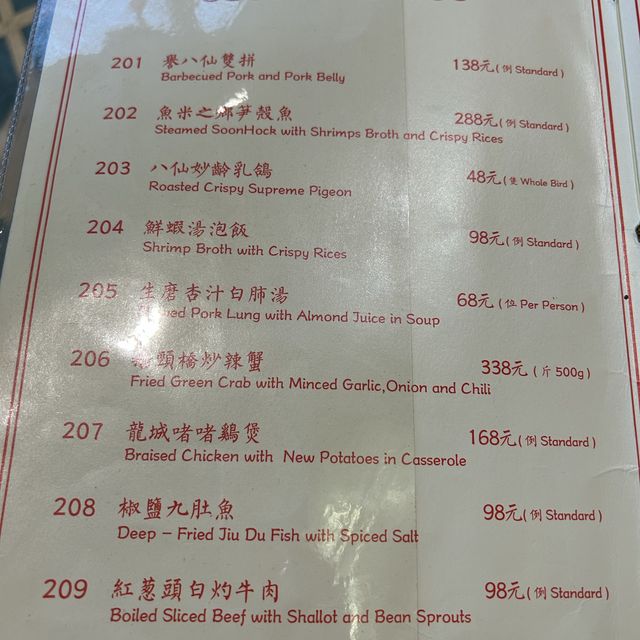 201 譽八仙雙拼 138元(例 Standard)
Barbecued Pork and Pork Belly
202 魚米之鄉笋殼魚 288元(例 Standard)
Steamed SoonHock with Shrimps Broth and Crispy Rices
203 八仙妙齡乳鴿 48元(隻 Whole Bird)
Roasted Crispy Supreme Pigeon
204 鮮蝦湯泡飯 98元(例 Standard)
Shrimp Broth with Crispy Rices
205 生磨杏汁白肺湯 68元(位 Per Person)
Pork Lung with Almond Juice in Soup
206 頭橋炒辣蟹 338元(斤 500g)
Fried Green Crab with Minced Garlic,Onion and Chili
207 龍城啫啫鷄煲 168元(例 Standard)
Braised Chicken with New Potatoes in Casserole
208 椒鹽九肚魚 98元(例 Standard)
Deep – Fried Jiu Du Fish with Spiced Salt
209 紅葱頭白灼牛肉 98元(例 Standard)
Boiled Sliced Beef with Shallot and Bean Sprouts